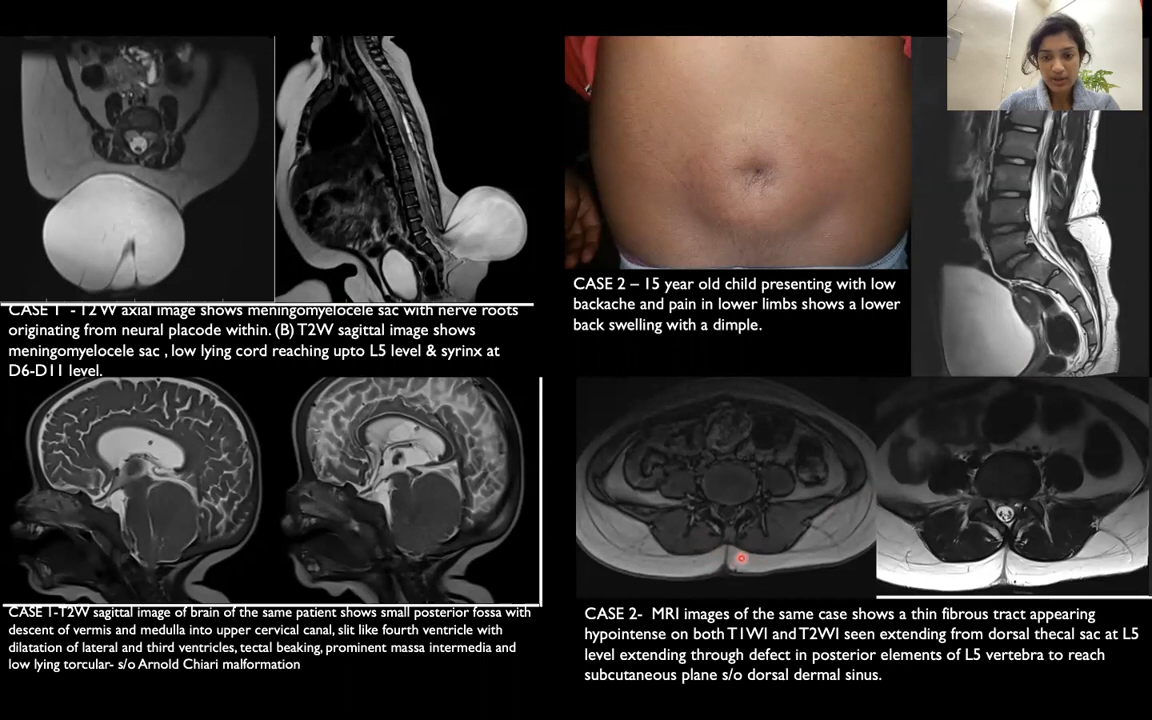 CASE 1 - T2 W axial image shows meningomyelocele sac with nerve roots
originating from neural placode within. (B) T2W sagittal image shows
meningomyelocele sac , low lying cord reaching upto L5 level & syrinx at
D6-D11 level.
CASE 1-T2W sagittal image of brain of the same patient shows small posterior fossa with
descent of vermis and medulla into upper cervical canal, slit like fourth ventricle with
dilatation of lateral and third ventricles, tectal beaking, prominent massa intermedia and
low lying torcular- s/o Arnold Chiari malformation
CASE 2 – 15 year old child presenting with low
backache and pain in lower limbs shows a lower
back swelling with a dimple.
CASE 2- MRI images of the same case shows a thin fibrous tract appearing
hypointense on both T1WI and T2WI seen extending from dorsal thecal sac at L5
level extending through defect in posterior elements of L5 vertebra to reach
subcutaneous plane s/o dorsal dermal sinus.